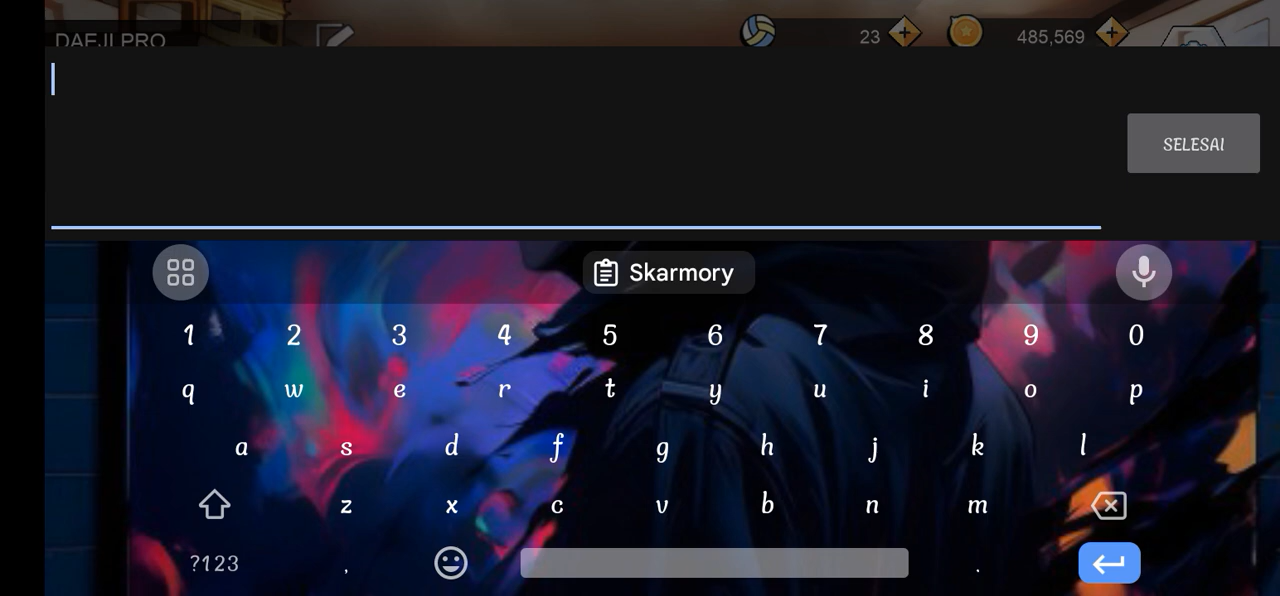 DAEJI PRO
23
485,569
SELESAI
Skarmory
1 2 3 4 5 6 7 8 9 0
q w e r t y u i o p
a s d f g h j k l
z x c v b n m
?123 , .